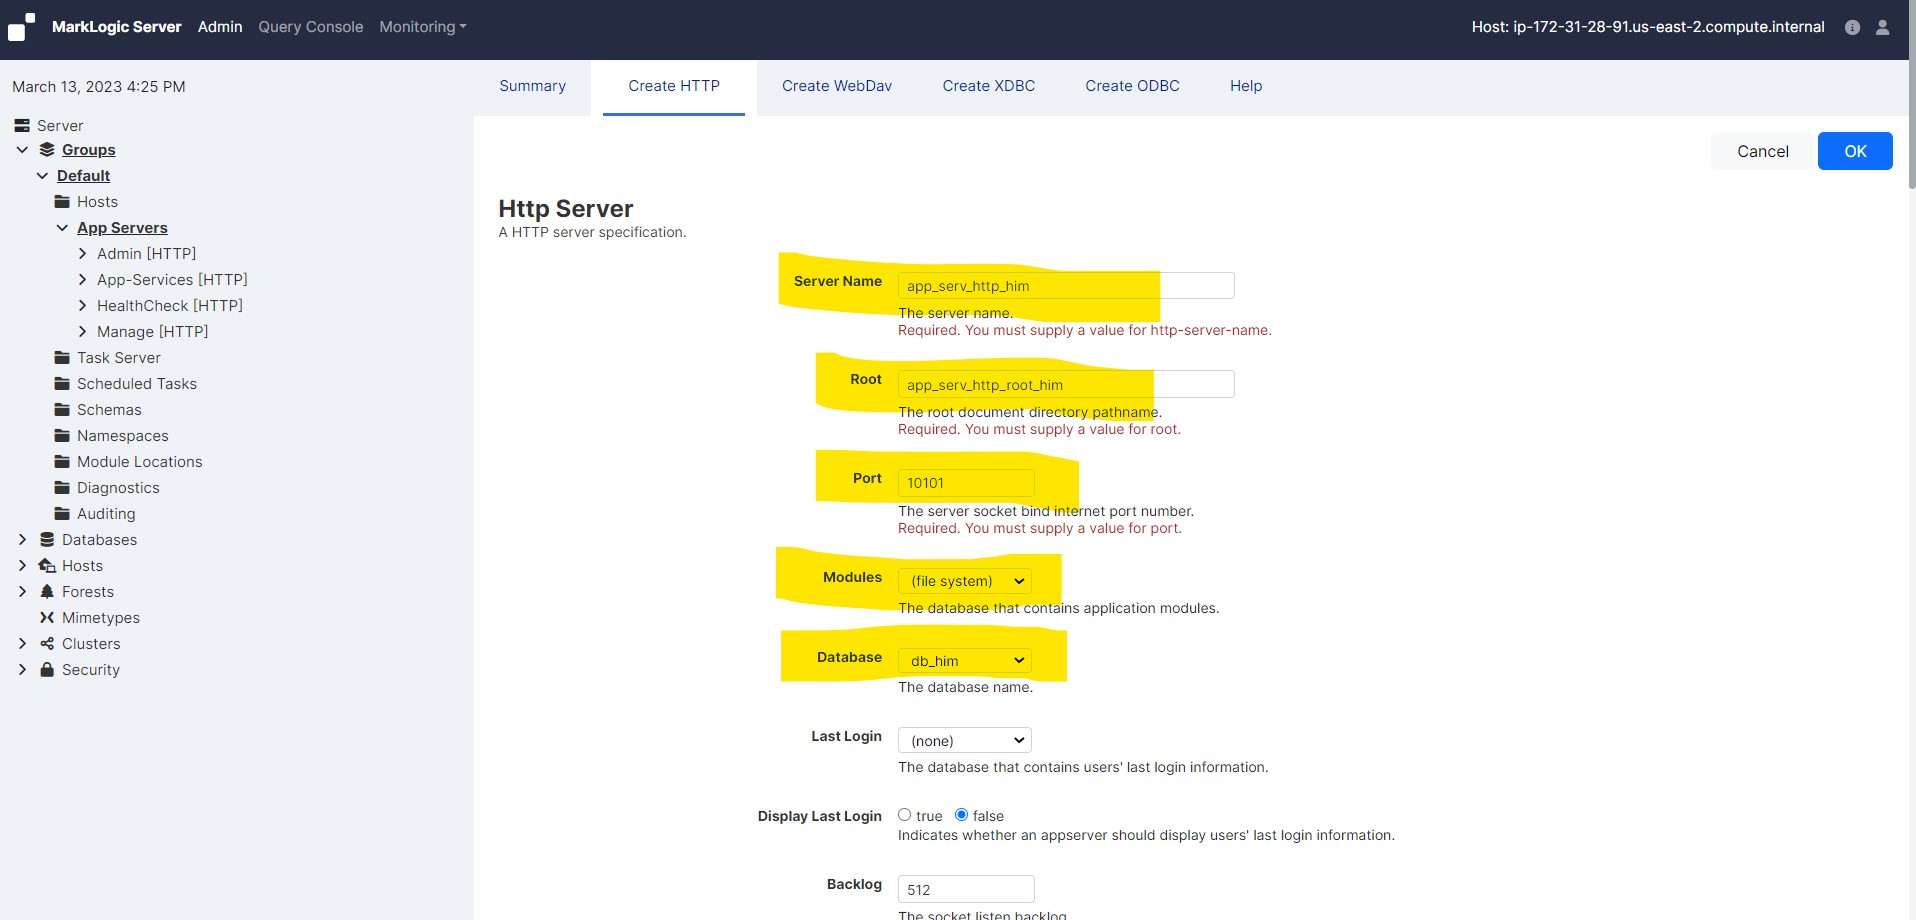 MarkLogic Server Admin Query Console Monitoring Host: ip-172-31-28-91.us-east-2.compute.internal
March 13, 2023 4:25 PM
Server
Groups
Default
Hosts
App Servers
Admin [HTTP]
App-Services [HTTP]
HealthCheck [HTTP]
Manage [HTTP]
Task Server
Scheduled Tasks
Schemas
Namespaces
Module Locations
Diagnostics
Auditing
Databases
Hosts
Forests
Mimetypes
Clusters
Security
Summary Create HTTP Create WebDav Create XDBC Create ODBC Help
Cancel OK
Http Server
A HTTP server specification.
Server Name app_serv_http_him
The server name.
Required. You must supply a value for http-server-name.
Root app_serv_http_root_him
The root document directory pathname.
Required. You must supply a value for root.
Port 10101
The server socket bind internet port number.
Required. You must supply a value for port.
Modules (file system)
The database that contains application modules.
Database db_him
The database name.
Last Login (none)
The database that contains users' last login information.
Display Last Login true false
Indicates whether an appserver should display users' last login information.
Backlog 512
The socket listen backlog